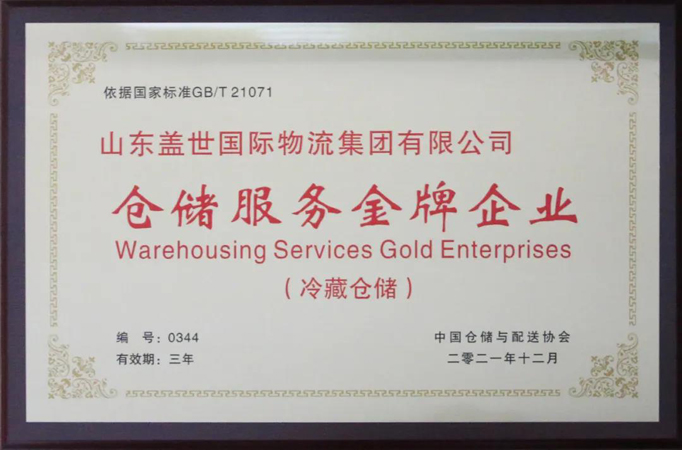 依据国家标准GB/T 21071
山东盖世国际物流集团有限公司
仓储服务金牌企业
Warehousing Services Gold Enterprises
（冷藏仓储）
编 号：0344
中国仓储与配送协会
有效期：三年
二零二一年十二月